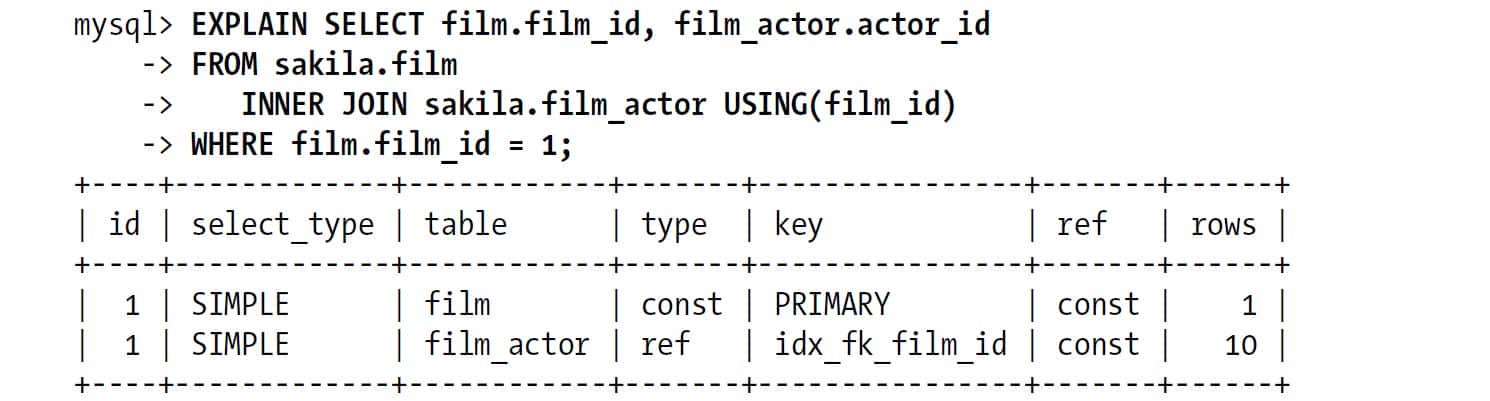 mysql> EXPLAIN SELECT film.film_id, film_actor.actor_id
    -> FROM sakila.film
    ->    INNER JOIN sakila.film_actor USING(film_id)
    -> WHERE film.film_id = 1;
+----+-------------+------------+-------+----------------+-------+------+
| id | select_type | table      | type  | key            | ref   | rows |
+----+-------------+------------+-------+----------------+-------+------+
|  1 | SIMPLE      | film       | const | PRIMARY        | const |    1 |
|  1 | SIMPLE      | film_actor | ref   | idx_fk_film_id | const |   10 |
+----+-------------+------------+-------+----------------+-------+------+